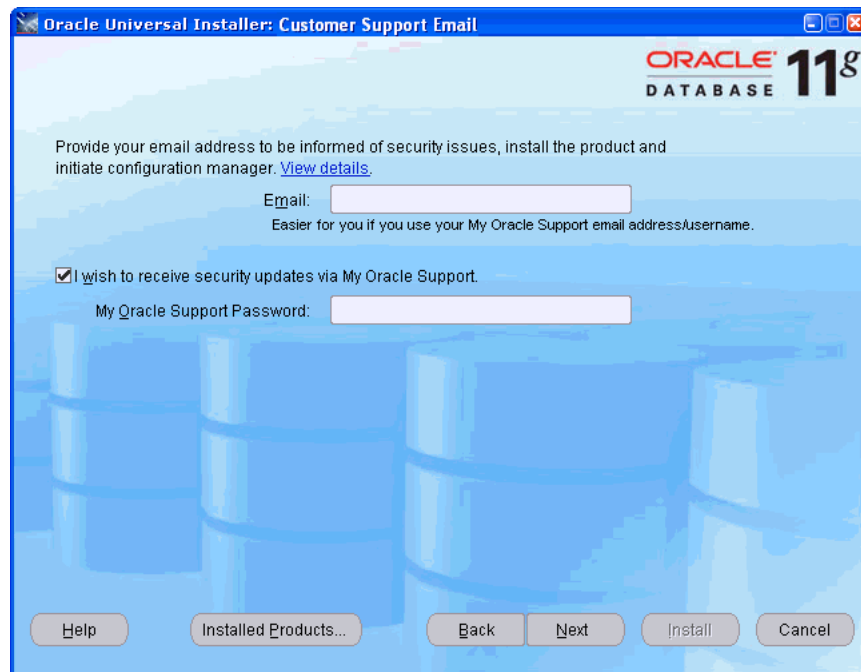 Oracle Universal Installer: Customer Support Email
ORACLE 11g
DATABASE
Provide your email address to be informed of security issues, install the product and
initiate configuration manager. View details.
Email:
Easier for you if you use your My Oracle Support email address/username.
I wish to receive security updates via My Oracle Support.
My Oracle Support Password:
Help Installed Products... Back Next Install Cancel